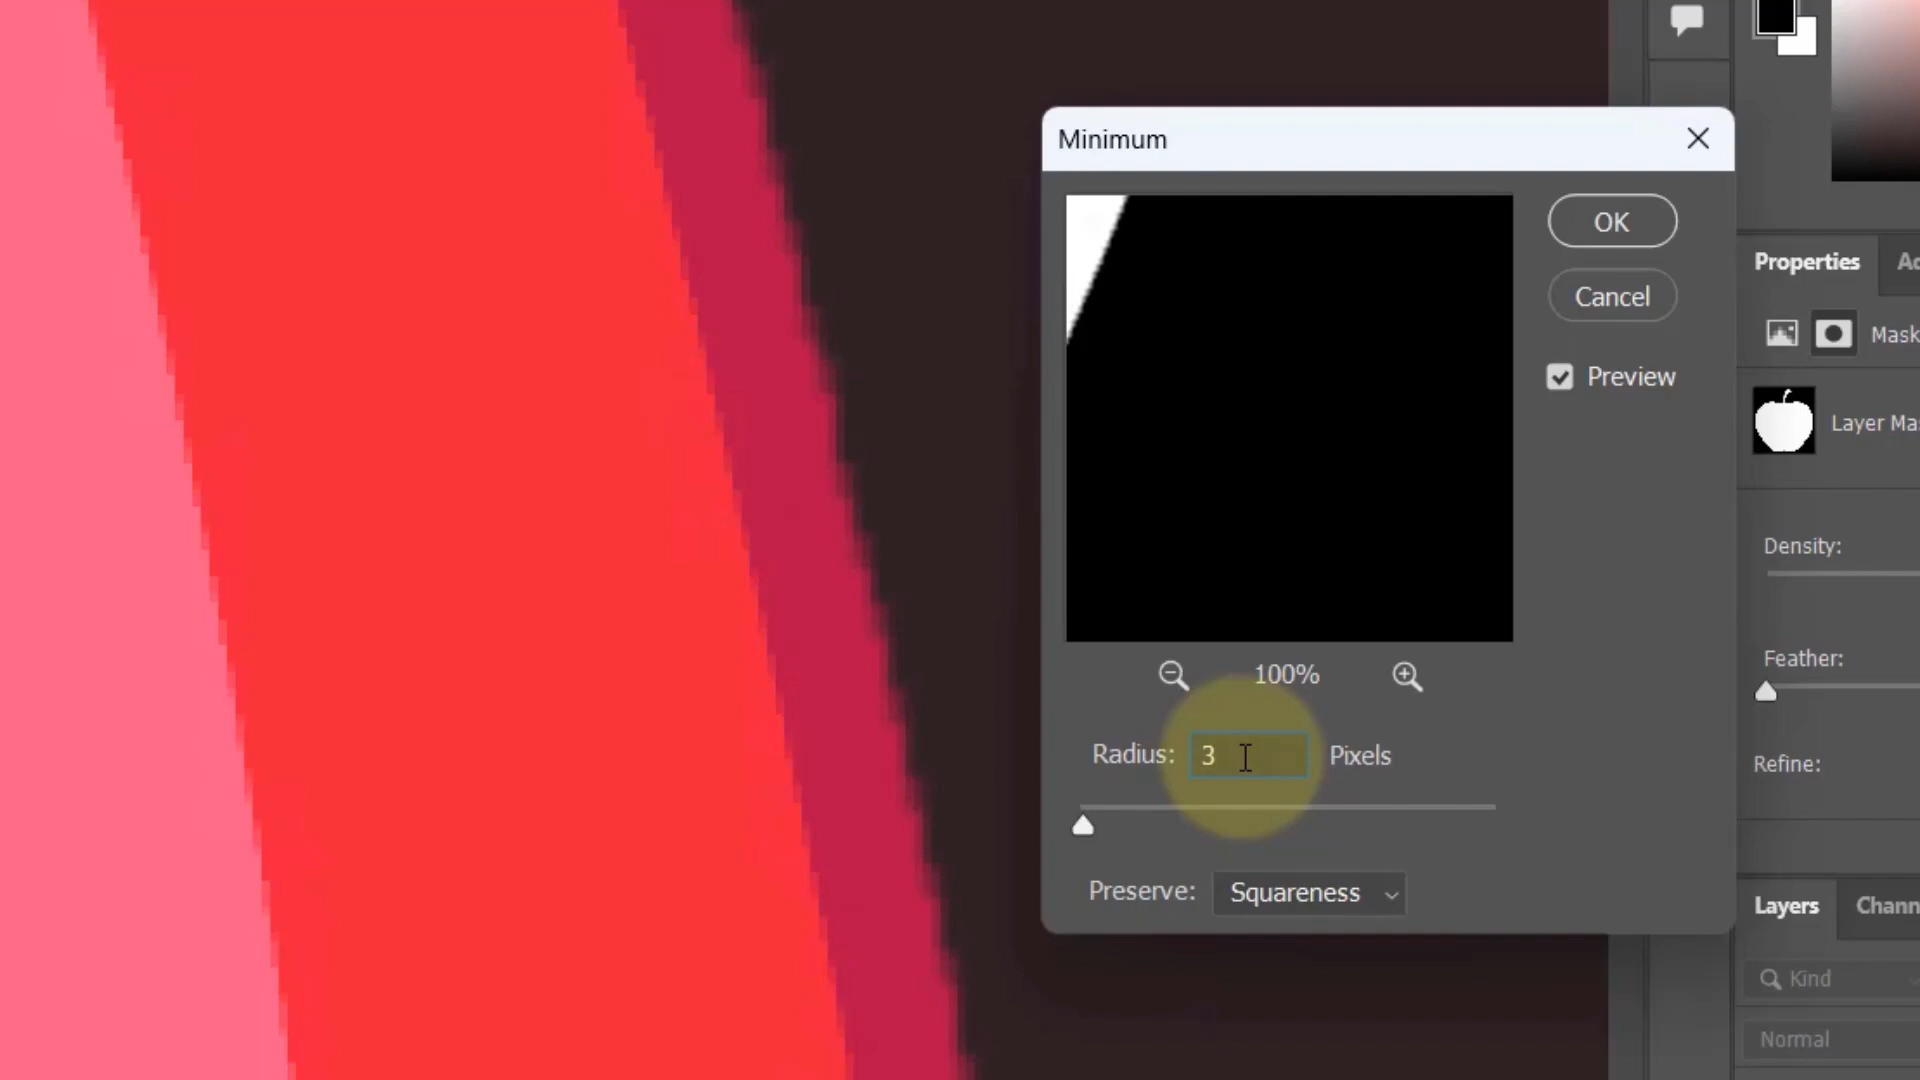 Minimum
OK
Cancel
Preview
100%
Radius: 3 Pixels
Preserve: Squareness
Properties
Mask
Layer Ma
Density:
Feather:
Refine:
Layers
Chann
Kind
Normal